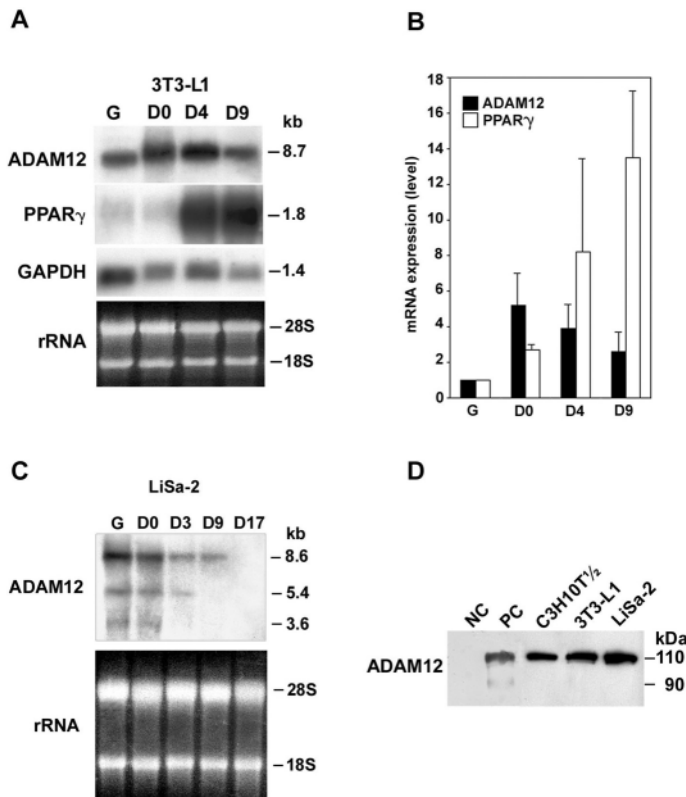 A
3T3-L1
G D0 D4 D9
kb
ADAM12 –8.7
PPARγ –1.8
GAPDH –1.4
rRNA –28S
–18S
B
18
16
14
12
10
8
6
4
2
0
mRNA expression (level)
ADAM12
PPARγ
G D0 D4 D9
C
LiSa-2
G D0 D3 D9 D17
kb
ADAM12
– 8.6
– 5.4
– 3.6
rRNA
–28S
–18S
D
NC PC C3H10T½ 3T3-L1 LiSa-2
kDa
ADAM12 –110
– 90